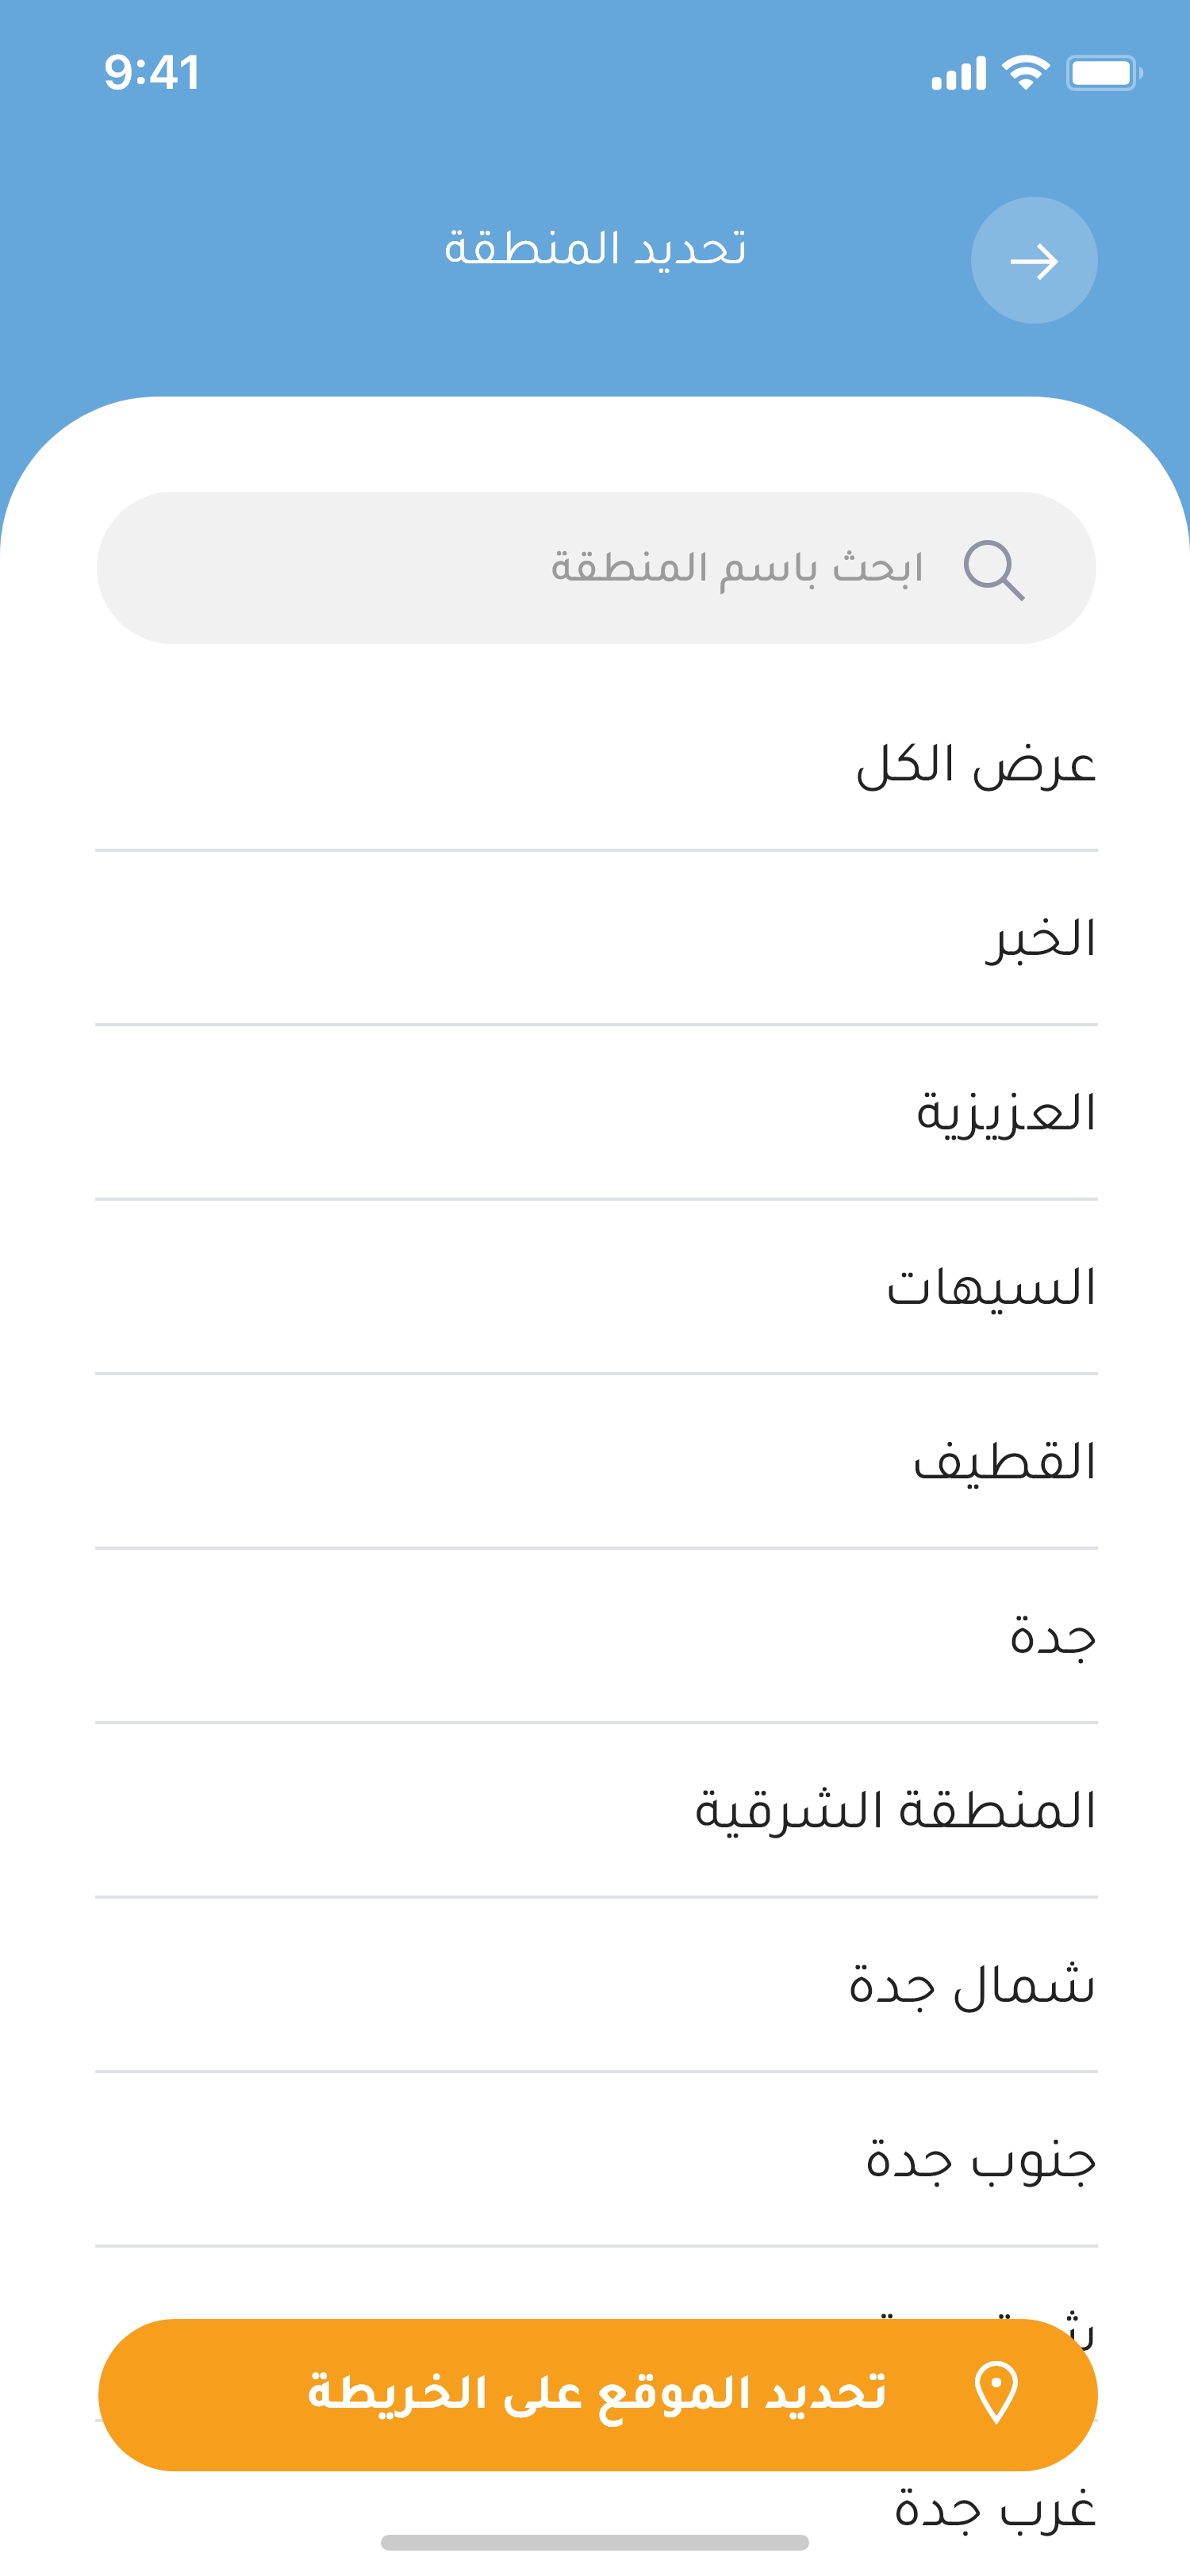 9:41
تحديد المنطقة
ابحث باسم المنطقة
عرض الكل
الخبر
العزيزية
السيهات
القطيف
جدة
المنطقة الشرقية
شمال جدة
جنوب جدة
تحديد الموقع على الخريطة
غرب جدة